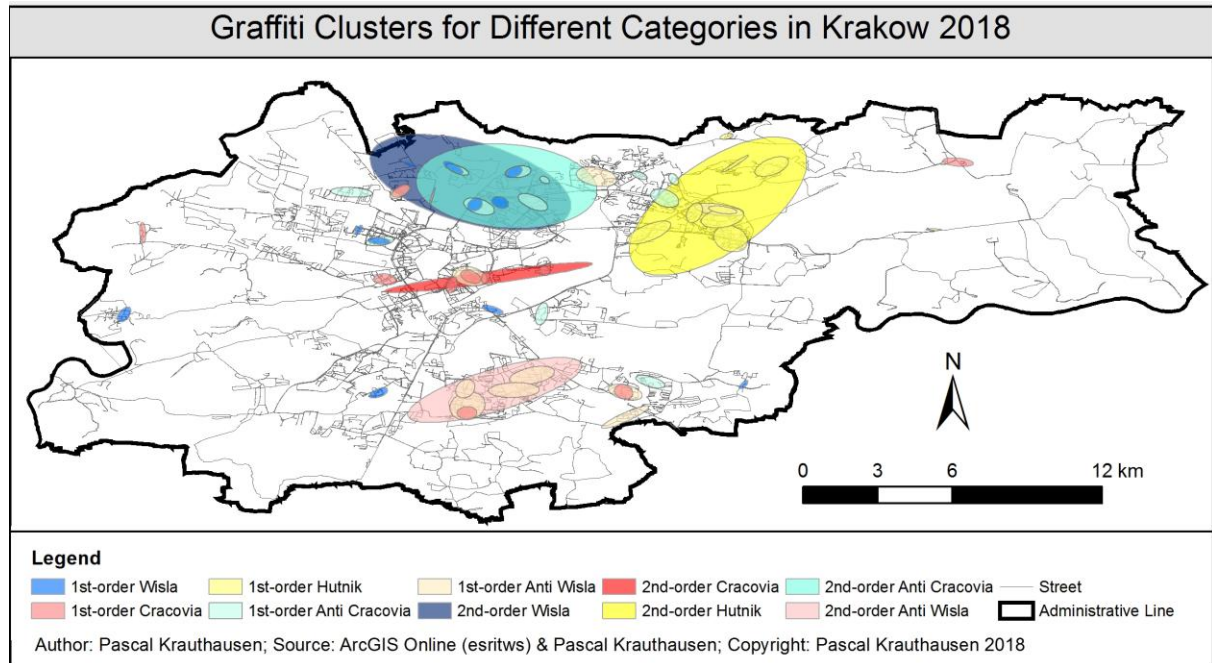 Graffiti Clusters for Different Categories in Krakow 2018
N
0 3 6 12 km
Legend
1st-order Wisla 1st-order Hutnik 1st-order Anti Wisla 2nd-order Cracovia 2nd-order Anti Cracovia Street
1st-order Cracovia 1st-order Anti Cracovia 2nd-order Wisla 2nd-order Hutnik 2nd-order Anti Wisla Administrative Line
Author: Pascal Krauthausen; Source: ArcGIS Online (esritws) & Pascal Krauthausen; Copyright: Pascal Krauthausen 2018